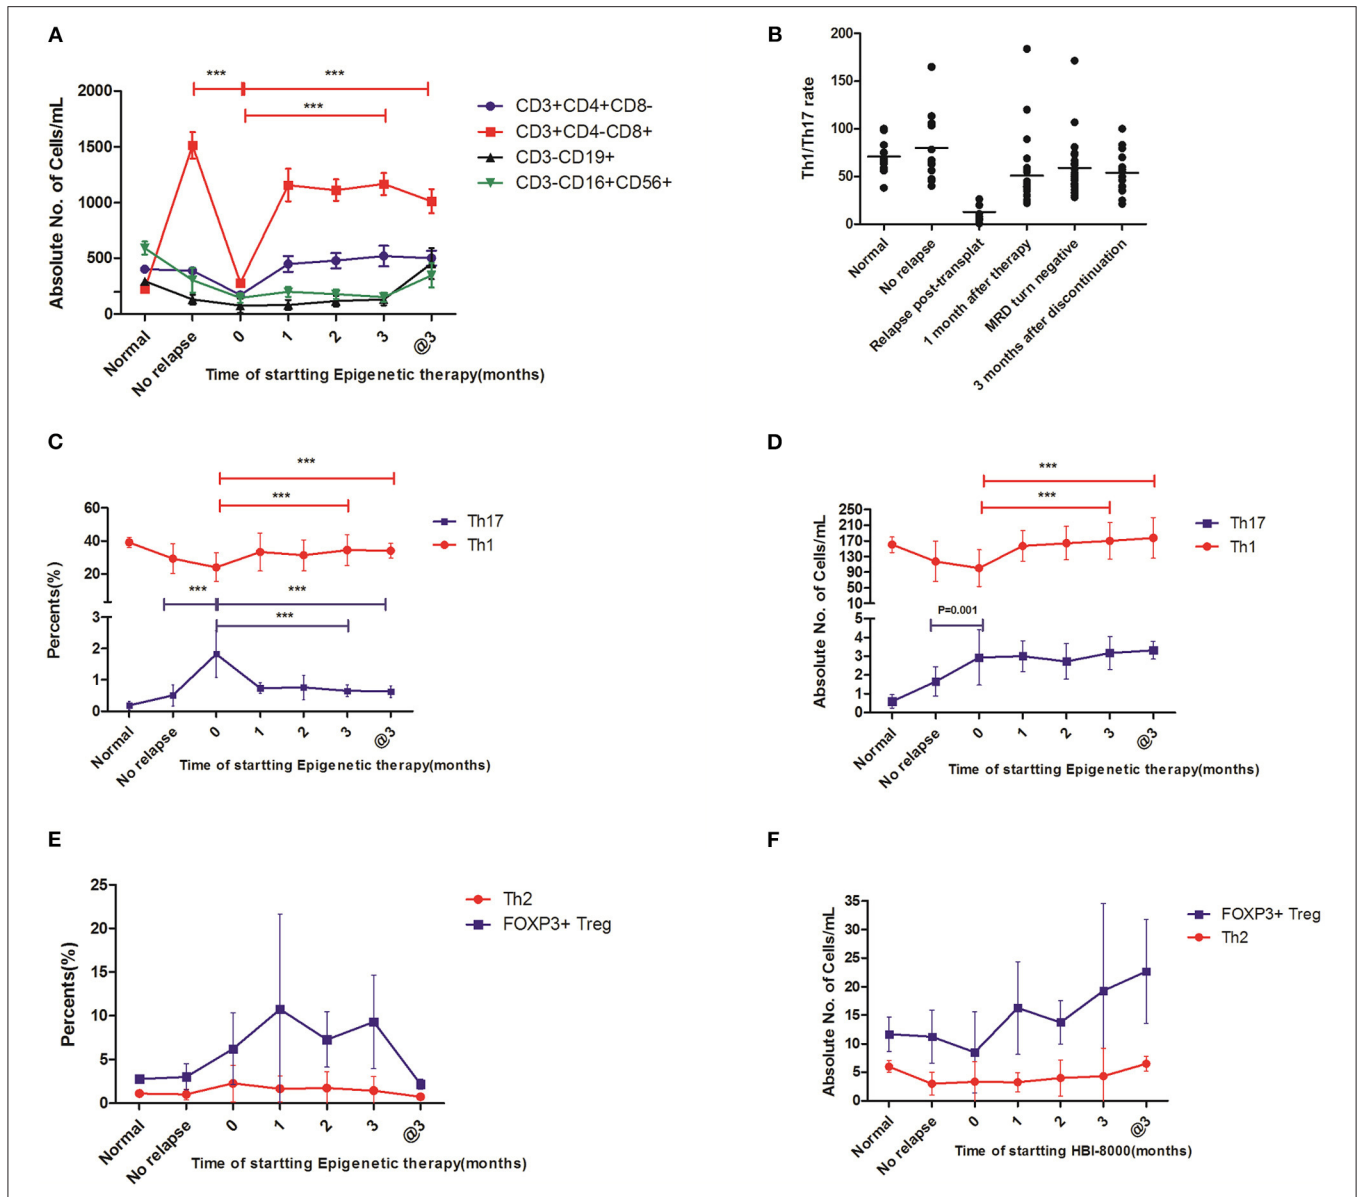 A
***
***
***
2000
1500
1000
500
0
Absolute No. of Cells/mL
CD3+CD4+CD8-
CD3+CD4-CD8+
CD3-CD19+
CD3-CD16+CD56+
Normal
No relapse
0
1
2
3
@3
Time of startting Epigenetic therapy(months)
B
200
150
100
50
0
Th1/Th17 rate
Normal
No relapse
Relapse post-transplat
1 month after therapy
MRD turn negative
3 months after discontinuation
C
***
***
60
40
20
***
***
***
3
2
1
0
Percents(%)
Th17
Th1
Normal
No relapse
0
1
2
3
@3
Time of startting Epigenetic therapy(months)
D
***
***
250
210
170
130
90
50
10
P=0.001
5
4
3
2
1
0
Absolute No. of Cells/mL
Th17
Th1
Normal
No relapse
0
1
2
3
@3
Time of startting Epigenetic therapy(months)
E
25
20
15
10
5
0
Percents(%)
Th2
FOXP3+ Treg
Normal
No relapse
0
1
2
3
@3
Time of startting Epigenetic therapy(months)
F
35
30
25
20
15
10
5
0
Absolute No. of Cells/mL
FOXP3+ Treg
Th2
Normal
No relapse
0
1
2
3
@3
Time of startting HBI-8000(months)